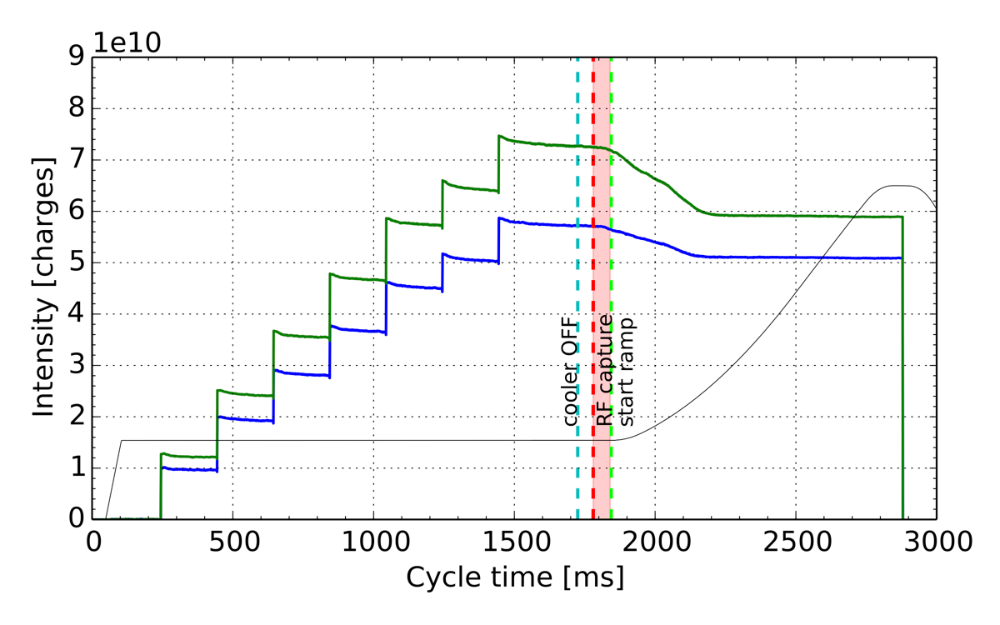 1e10
9
8
7
6
5
4
3
2
1
0
Intensity [charges]
cooler OFF
RF capture
start ramp
0 500 1000 1500 2000 2500 3000
Cycle time [ms]